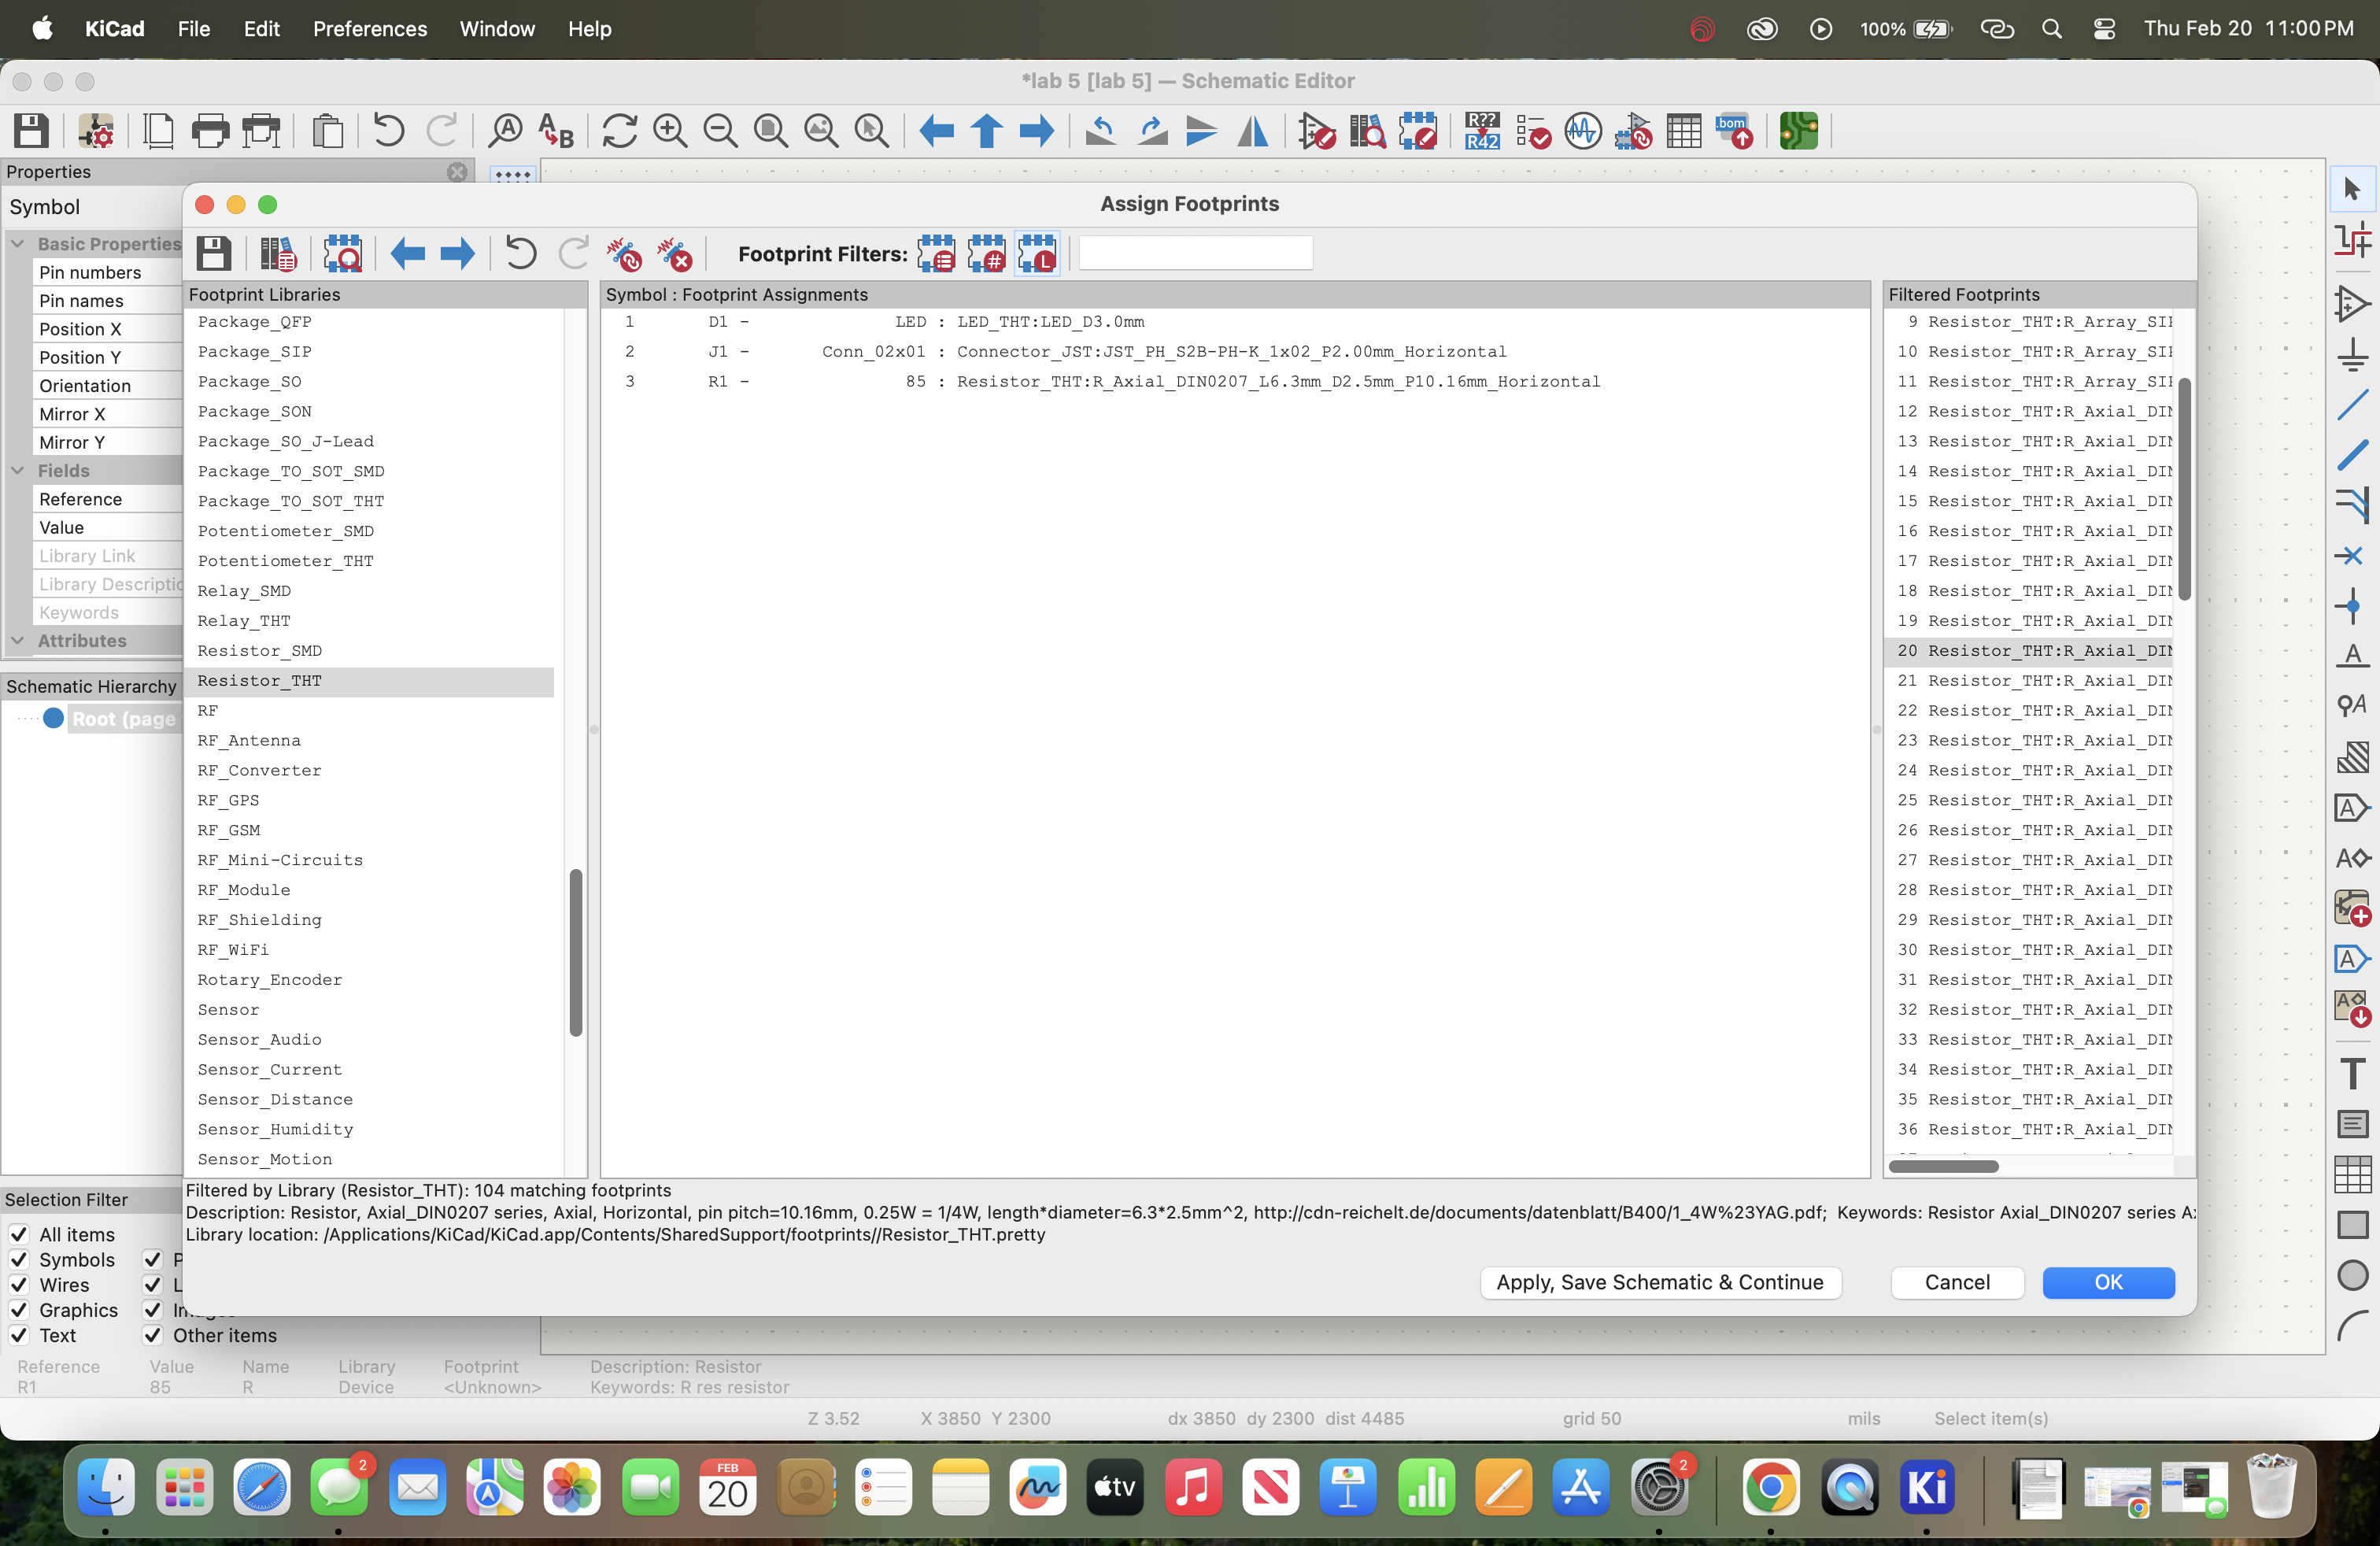 KiCad File Edit Preferences Window Help 100% Thu Feb 20 11:00 PM
*lab 5 [lab 5] — Schematic Editor
A B R?? R42 .bom
Properties
Symbol
Basic Properties
Pin numbers
Pin names
Position X
Position Y
Orientation
Mirror X
Mirror Y
Fields
Reference
Value
Library Link
Library Descriptio
Keywords
Attributes
Schematic Hierarchy
Root (page
Assign Footprints
Footprint Filters: # L
Footprint Libraries
Package_QFP
Package_SIP
Package_SO
Package_SON
Package_SO_J-Lead
Package_TO_SOT_SMD
Package_TO_SOT_THT
Potentiometer_SMD
Potentiometer_THT
Relay_SMD
Relay_THT
Resistor_SMD
Resistor_THT
RF
RF_Antenna
RF_Converter
RF_GPS
RF_GSM
RF_Mini-Circuits
RF_Module
RF_Shielding
RF_WiFi
Rotary_Encoder
Sensor
Sensor_Audio
Sensor_Current
Sensor_Distance
Sensor_Humidity
Sensor_Motion
Symbol : Footprint Assignments
1 D1 - LED : LED_THT:LED_D3.0mm
2 J1 - Conn_02x01 : Connector_JST:JST_PH_S2B-PH-K_1x02_P2.00mm_Horizontal
3 R1 - 85 : Resistor_THT:R_Axial_DIN0207_L6.3mm_D2.5mm_P10.16mm_Horizontal
Filtered Footprints
9 Resistor_THT:R_Array_SIP
10 Resistor_THT:R_Array_SIP
11 Resistor_THT:R_Array_SIP
12 Resistor_THT:R_Axial_DIN
13 Resistor_THT:R_Axial_DIN
14 Resistor_THT:R_Axial_DIN
15 Resistor_THT:R_Axial_DIN
16 Resistor_THT:R_Axial_DIN
17 Resistor_THT:R_Axial_DIN
18 Resistor_THT:R_Axial_DIN
19 Resistor_THT:R_Axial_DIN
20 Resistor_THT:R_Axial_DIN
21 Resistor_THT:R_Axial_DIN
22 Resistor_THT:R_Axial_DIN
23 Resistor_THT:R_Axial_DIN
24 Resistor_THT:R_Axial_DIN
25 Resistor_THT:R_Axial_DIN
26 Resistor_THT:R_Axial_DIN
27 Resistor_THT:R_Axial_DIN
28 Resistor_THT:R_Axial_DIN
29 Resistor_THT:R_Axial_DIN
30 Resistor_THT:R_Axial_DIN
31 Resistor_THT:R_Axial_DIN
32 Resistor_THT:R_Axial_DIN
33 Resistor_THT:R_Axial_DIN
34 Resistor_THT:R_Axial_DIN
35 Resistor_THT:R_Axial_DIN
36 Resistor_THT:R_Axial_DIN
Filtered by Library (Resistor_THT): 104 matching footprints
Description: Resistor, Axial_DIN0207 series, Axial, Horizontal, pin pitch=10.16mm, 0.25W = 1/4W, length*diameter=6.3*2.5mm^2, http://cdn-reichelt.de/documents/datenblatt/B400/1_4W%23YAG.pdf; Keywords: Resistor Axial_DIN0207 series Ax
Library location: /Applications/KiCad/KiCad.app/Contents/SharedSupport/footprints//Resistor_THT.pretty
Apply, Save Schematic & Continue Cancel OK
Selection Filter
All items
Symbols P
Wires L
Graphics
Text Other items
Reference Value Name Library Footprint Description: Resistor
R1 85 R Device <Unknown> Keywords: R res resistor
Z 3.52 X 3850 Y 2300 dx 3850 dy 2300 dist 4485 grid 50 mils Select item(s)
2 FEB 20 tv 2 Ki